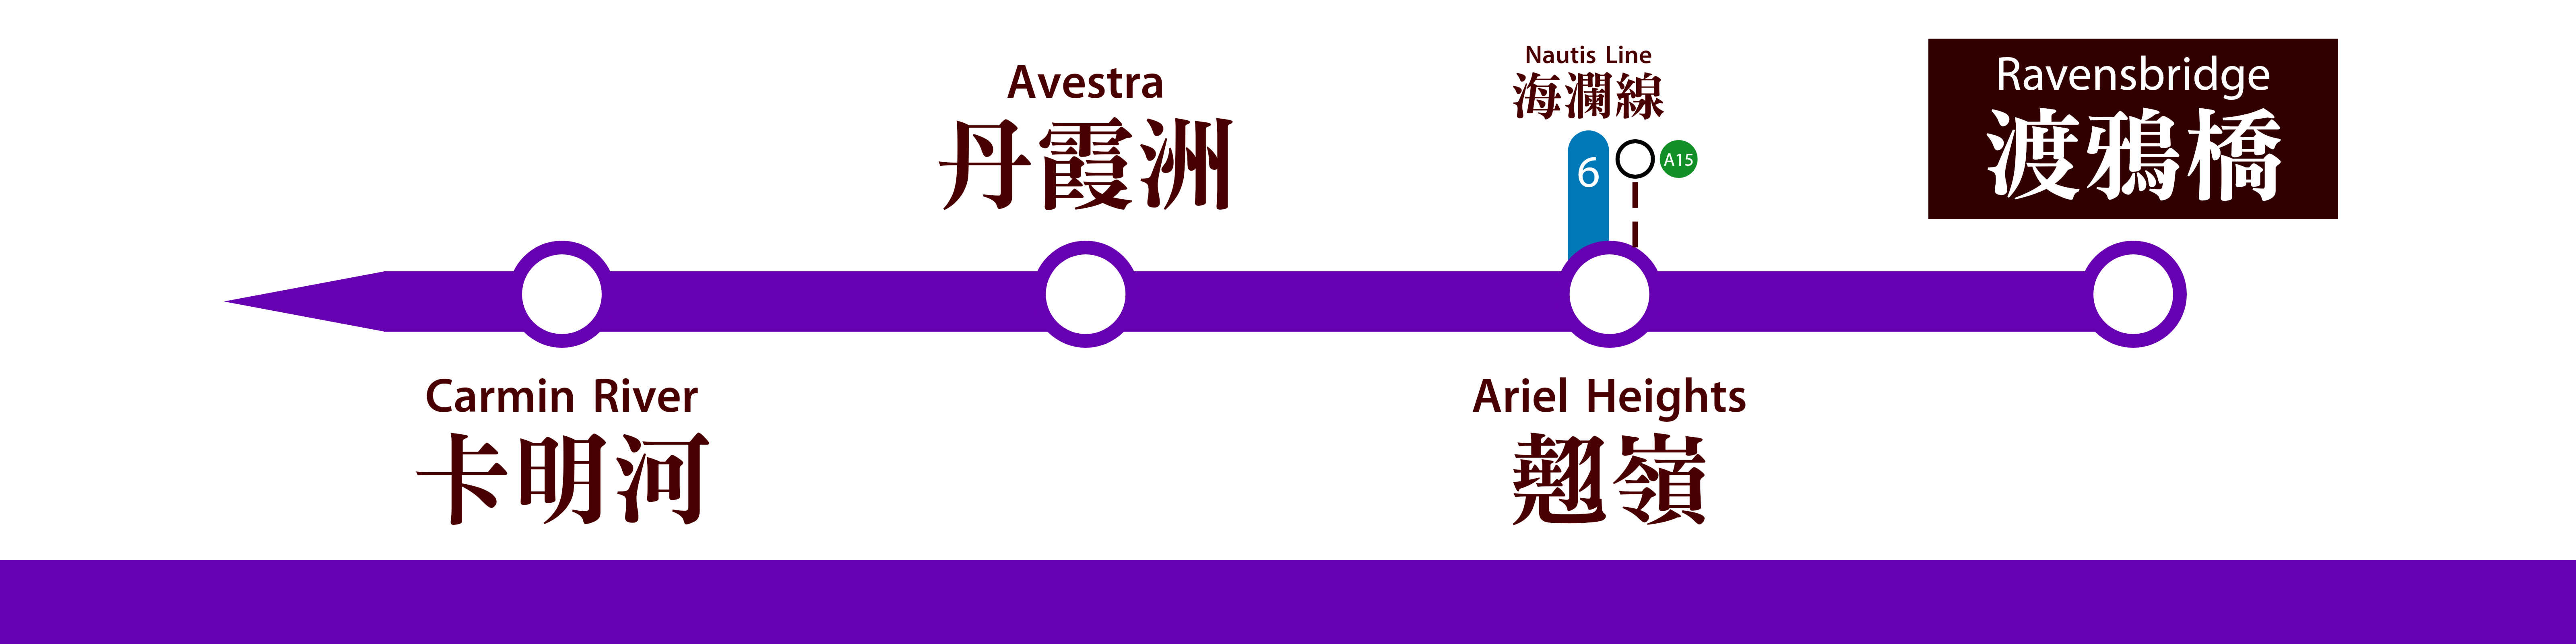 Carmin River
卡明河
Avestra
丹霞洲
Nautis Line
海瀾線
6
A15
Ariel Heights
翹嶺
Ravensbridge
渡鴉橋